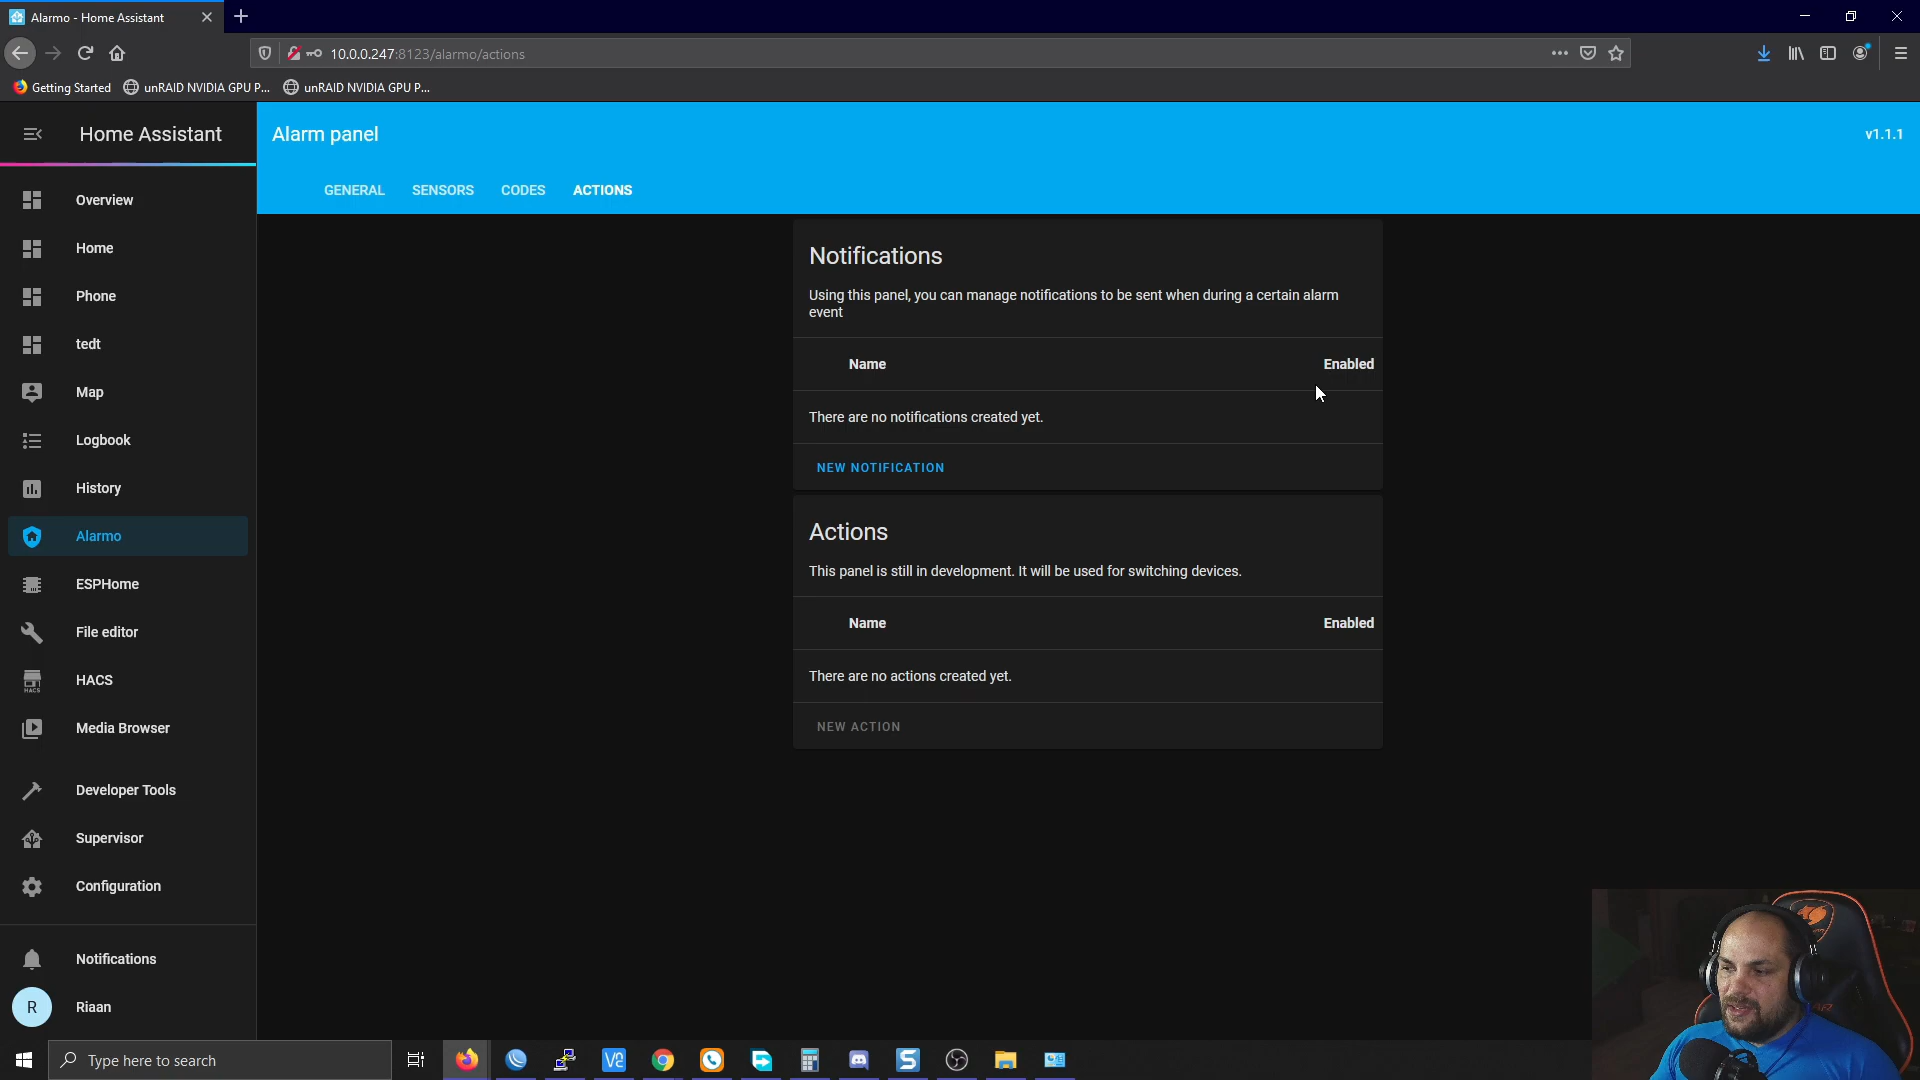 Alarmo - Home Assistant
10.0.0.247:8123/alarmo/actions
Getting Started
unRAID NVIDIA GPU P...
unRAID NVIDIA GPU P...
Home Assistant
Alarm panel
v1.1.1
GENERAL
SENSORS
CODES
ACTIONS
Overview
Home
Phone
tedt
Map
Logbook
History
Alarmo
ESPHome
File editor
HACS
HACS
Media Browser
Developer Tools
Supervisor
Configuration
Notifications
R
Riaan
Notifications
Using this panel, you can manage notifications to be sent when during a certain alarm
event
Name
Enabled
There are no notifications created yet.
NEW NOTIFICATION
Actions
This panel is still in development. It will be used for switching devices.
Name
Enabled
There are no actions created yet.
NEW ACTION
Type here to search